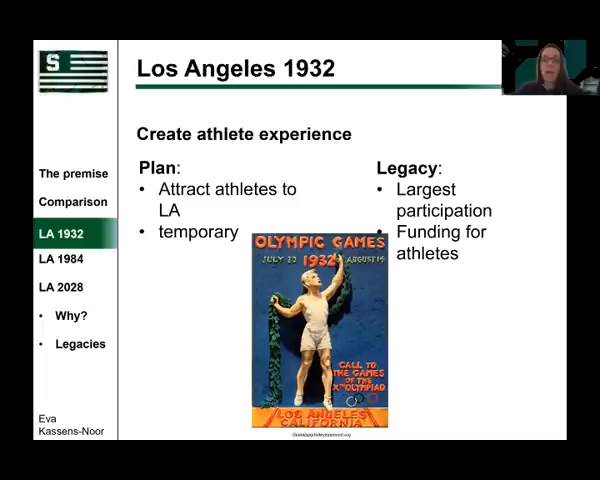 S
Los Angeles 1932
Create athlete experience
The premise
Comparison
LA 1932
LA 1984
LA 2028
• Why?
• Legacies
Eva
Kassens-Noor
Plan:
• Attract athletes to
LA
• temporary
Legacy:
• Largest
participation
• Funding for
athletes
OLYMPIC GAMES
JULY 1932 AUGUST 14
CALL TO
THE GAMES
OF THE
Xᵀᴴ OLYMPIAD
LOS ANGELES
CALIFORNIA